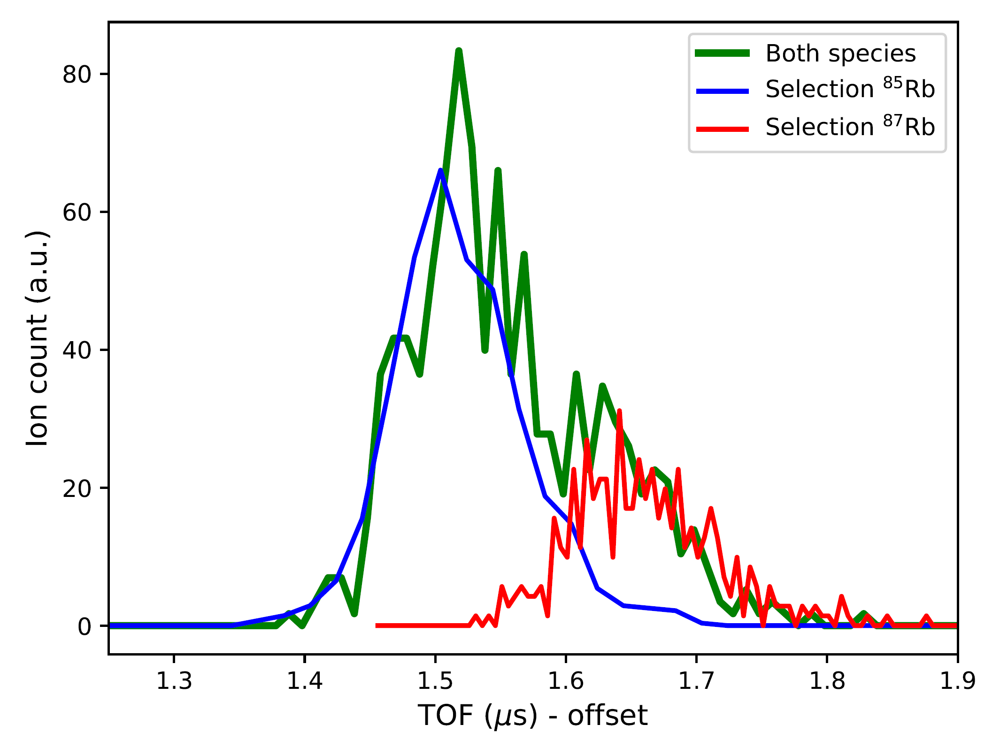 Both species
Selection ⁸⁵Rb
Selection ⁸⁷Rb
80
60
40
20
0
Ion count (a.u.)
1.3 1.4 1.5 1.6 1.7 1.8 1.9
TOF (μs) - offset